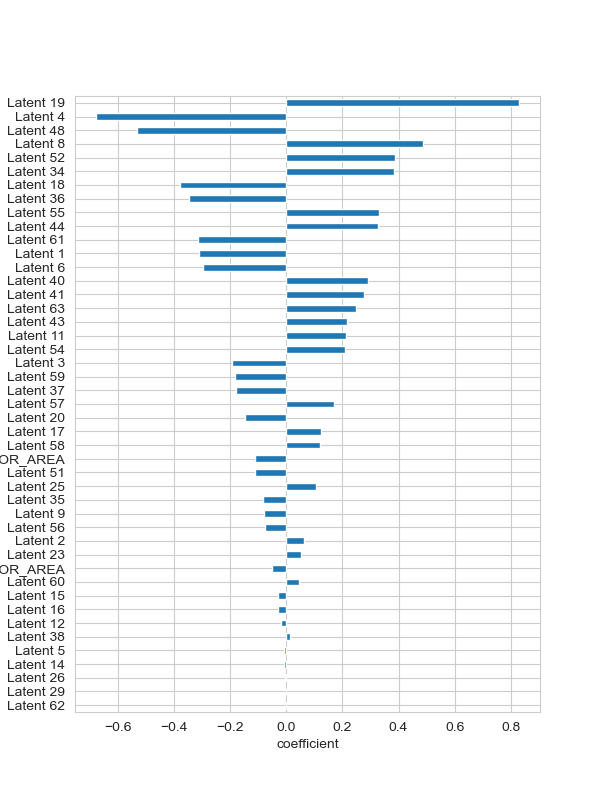 Latent 19
Latent 4
Latent 48
Latent 8
Latent 52
Latent 34
Latent 18
Latent 36
Latent 55
Latent 44
Latent 61
Latent 1
Latent 6
Latent 40
Latent 41
Latent 63
Latent 43
Latent 11
Latent 54
Latent 3
Latent 59
Latent 37
Latent 57
Latent 20
Latent 17
Latent 58
OR_AREA
Latent 51
Latent 25
Latent 35
Latent 9
Latent 56
Latent 2
Latent 23
OR_AREA
Latent 60
Latent 15
Latent 16
Latent 12
Latent 38
Latent 5
Latent 14
Latent 26
Latent 29
Latent 62
−0.6 −0.4 −0.2 0.0 0.2 0.4 0.6 0.8
coefficient